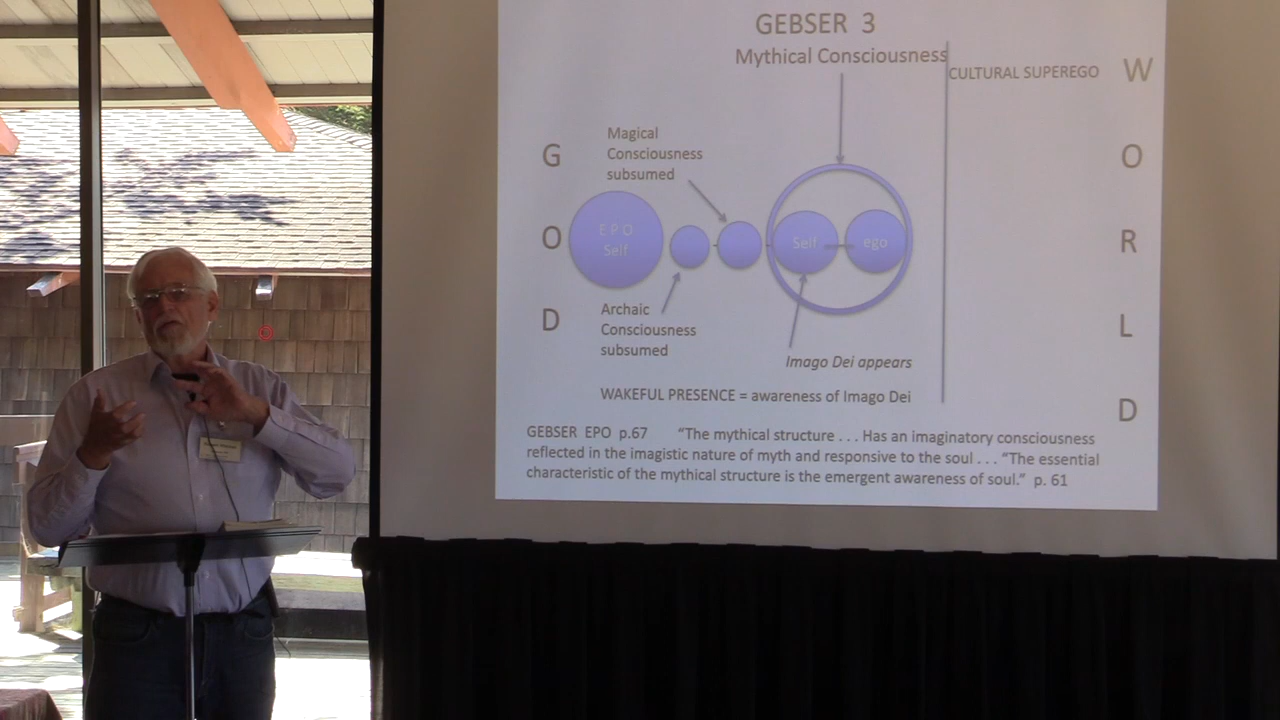 GEBSER 3
Mythical Consciousness
CULTURAL SUPEREGO
W
O
R
L
D
G
O
D
Magical
Consciousness
subsumed
E P O
Self
Self
ego
Archaic
Consciousness
subsumed
Imago Dei appears
WAKEFUL PRESENCE = awareness of Imago Dei
GEBSER EPO p.67 "The mythical structure . . . Has an imaginatory consciousness
reflected in the imagistic nature of myth and responsive to the soul . . . "The essential
characteristic of the mythical structure is the emergent awareness of soul." p. 61